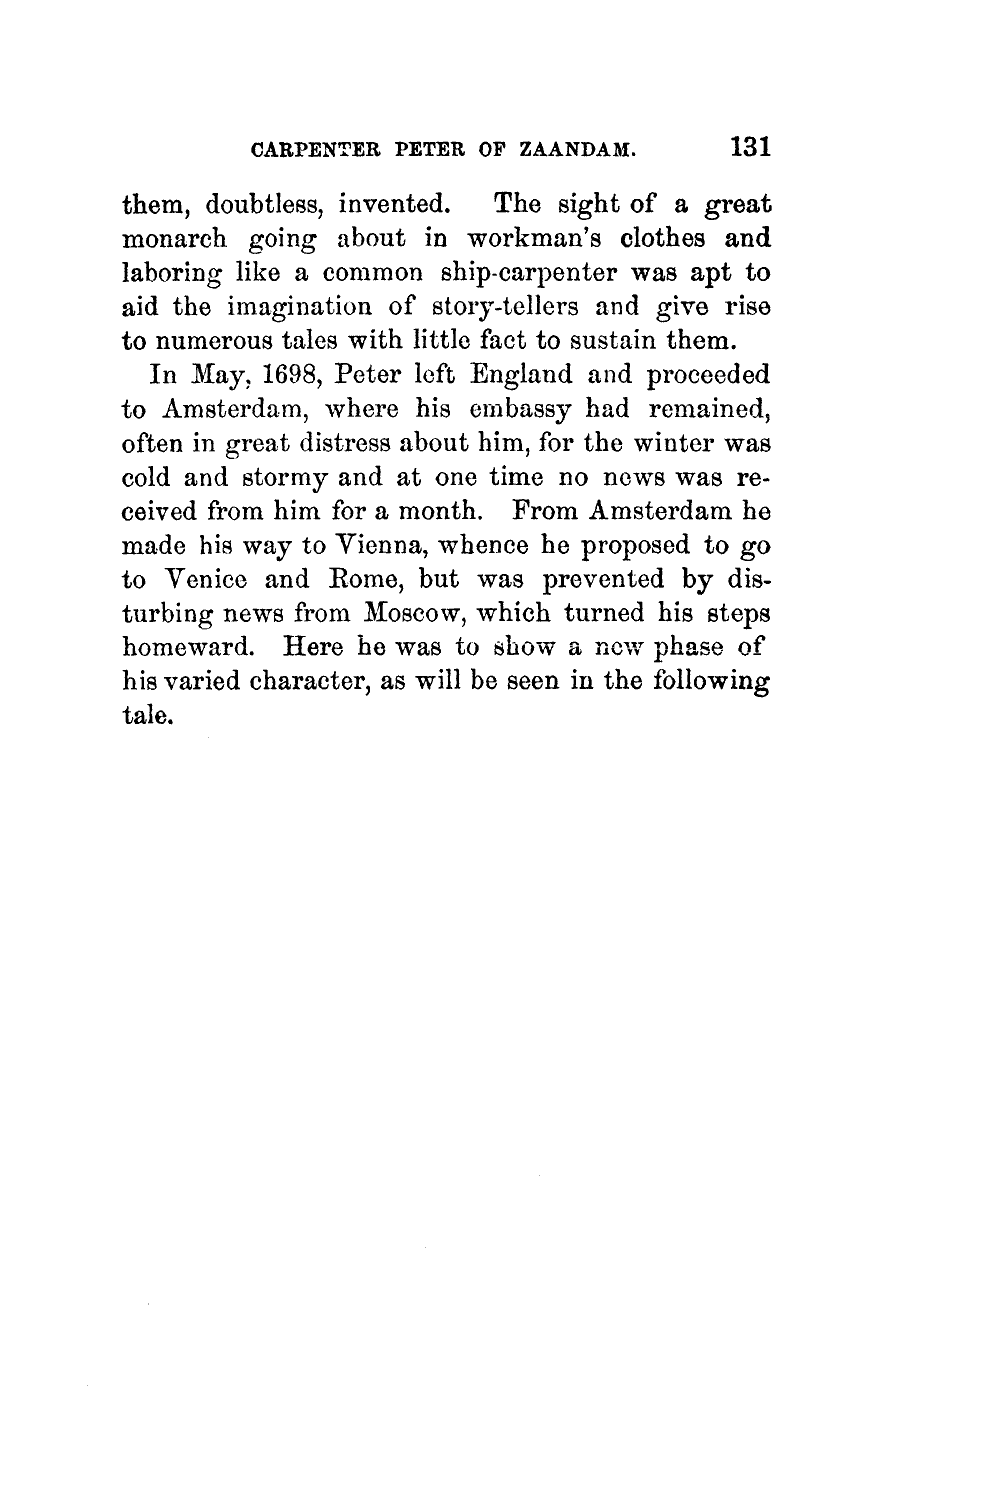 CARPENTER PETER OF ZAANDAM. 131
them, doubtless, invented. The sight of a great
monarch going about in workman's clothes and
laboring like a common ship-carpenter was apt to
aid the imagination of story-tellers and give rise
to numerous tales with little fact to sustain them.
In May, 1698, Peter left England and proceeded
to Amsterdam, where his embassy had remained,
often in great distress about him, for the winter was
cold and stormy and at one time no news was re-
ceived from him for a month. From Amsterdam he
made his way to Vienna, whence he proposed to go
to Venice and Rome, but was prevented by dis-
turbing news from Moscow, which turned his steps
homeward. Here he was to show a new phase of
his varied character, as will be seen in the following
tale.